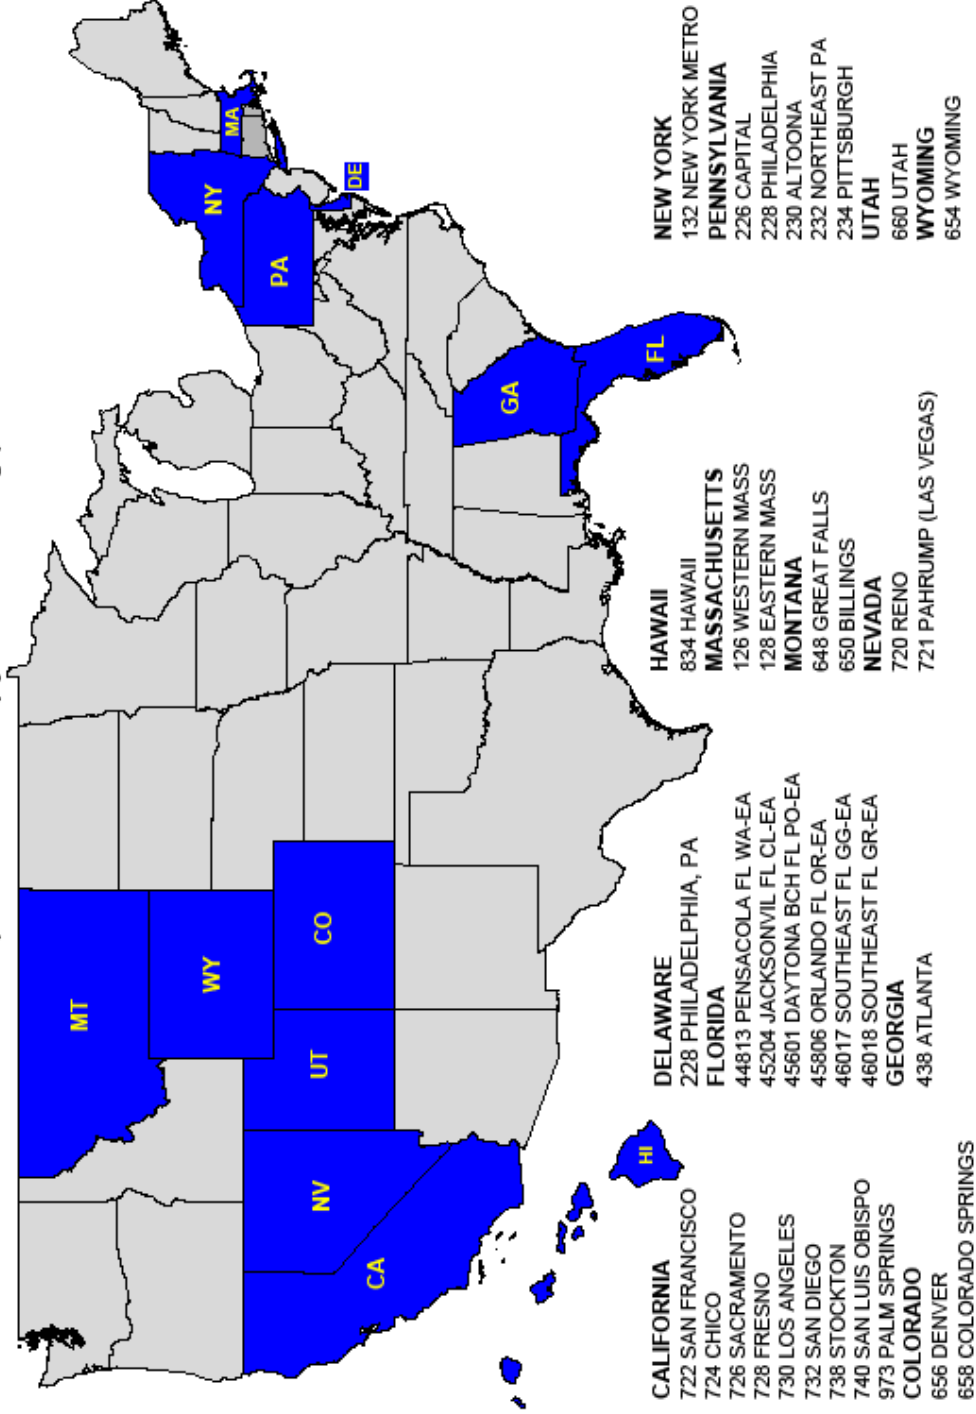 MT
WY
NV
UT
CO
CA
HI
NY
MA
PA
DE
GA
FL
CALIFORNIA
722 SAN FRANCISCO
724 CHICO
726 SACRAMENTO
728 FRESNO
730 LOS ANGELES
732 SAN DIEGO
738 STOCKTON
740 SAN LUIS OBISPO
973 PALM SPRINGS
COLORADO
656 DENVER
658 COLORADO SPRINGS
DELAWARE
228 PHILADELPHIA, PA
FLORIDA
44813 PENSACOLA FL WA-EA
45204 JACKSONVIL FL CL-EA
45601 DAYTONA BCH FL PO-EA
45806 ORLANDO FL OR-EA
46017 SOUTHEAST FL GG-EA
46018 SOUTHEAST FL GR-EA
GEORGIA
438 ATLANTA
HAWAII
834 HAWAII
MASSACHUSETTS
126 WESTERN MASS
128 EASTERN MASS
MONTANA
648 GREAT FALLS
650 BILLINGS
NEVADA
720 RENO
721 PAHRUMP (LAS VEGAS)
NEW YORK
132 NEW YORK METRO
PENNSYLVANIA
226 CAPITAL
228 PHILADELPHIA
230 ALTOONA
232 NORTHEAST PA
234 PITTSBURGH
UTAH
660 UTAH
WYOMING
654 WYOMING